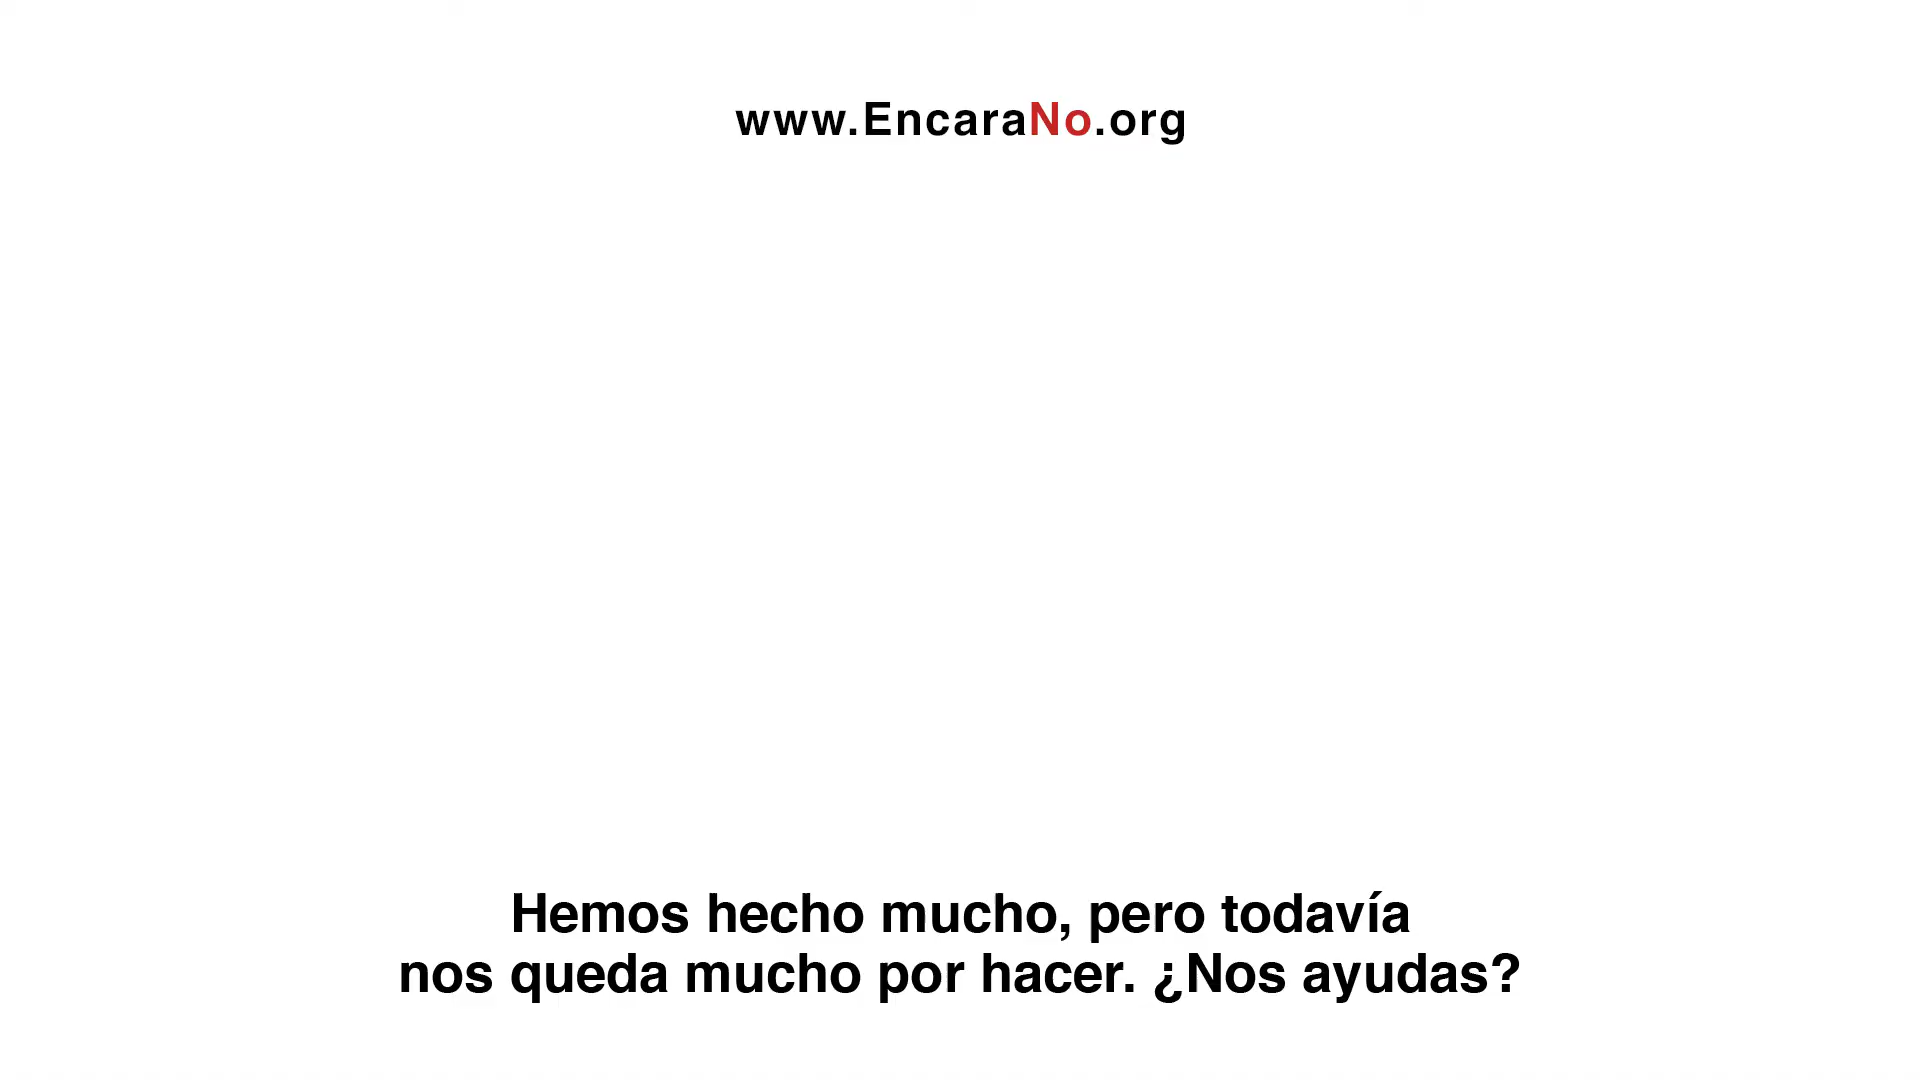 www.EncaraNo.org
Hemos hecho mucho, pero todavía
nos queda mucho por hacer. ¿Nos ayudas?